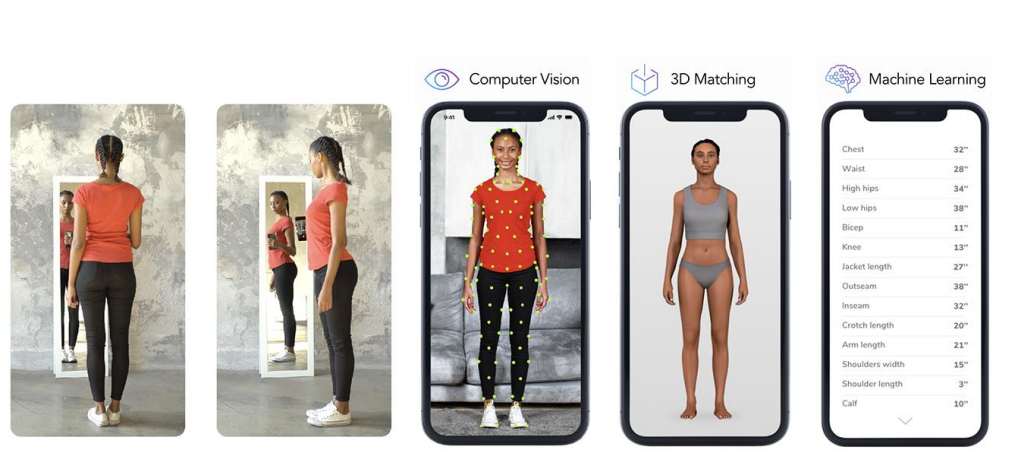 Computer Vision
3D Matching
Machine Learning
9:41
Chest 32"
Waist 28"
High hips 34"
Low hips 38"
Bicep 11"
Knee 13"
Jacket length 27"
Outseam 38"
Inseam 32"
Crotch length 20"
Arm length 21"
Shoulders width 15"
Shoulder length 3"
Calf 10"